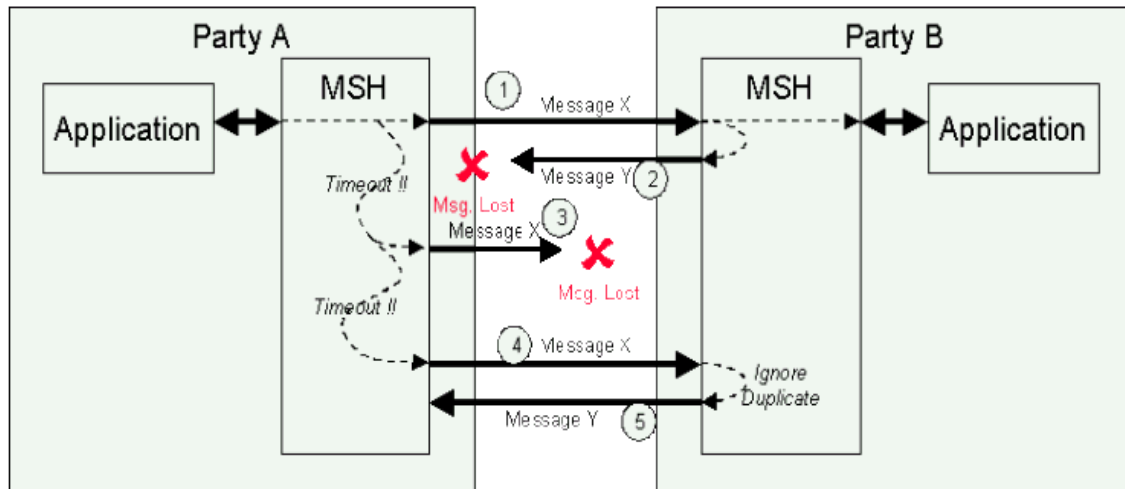 Party A
Party B
MSH
MSH
Application
Application
1
Message X
Message Y
2
Timeout !!
Msg. Lost
3
Message X
Msg. Lost
Timeout !!
4
Message X
Ignore
Duplicate
Message Y
5